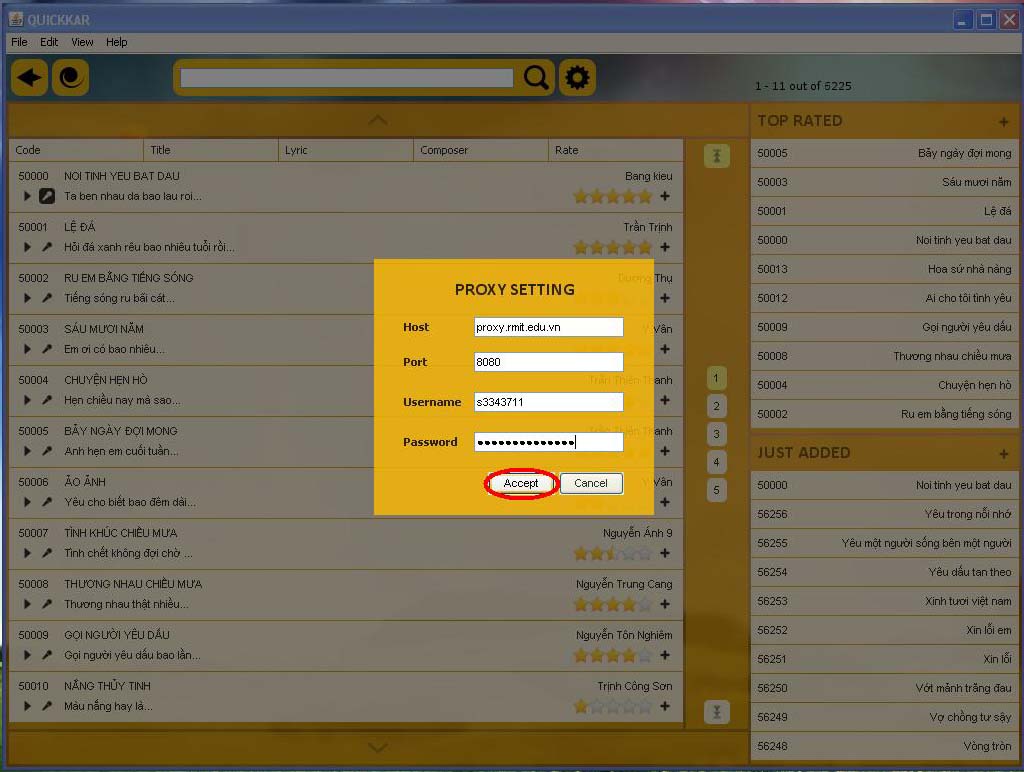 QUICKKAR
File Edit View Help
1 - 11 out of 6225
Code Title Lyric Composer Rate
50000 NOI TINH YEU BAT DAU Bang kieu
Ta ben nhau da bao lau roi...
50001 LỆ ĐÁ Trần Trịnh
Hỏi đá xanh rêu bao nhiêu tuổi rồi...
50002 RU EM BẰNG TIẾNG SÓNG Dương Thụ
Tiếng sóng ru bãi cát...
50003 SÁU MƯƠI NĂM Y Vân
Em ơi có bao nhiêu...
50004 CHUYỆN HẸN HÒ Trần Thiện Thanh
Hẹn chiều nay mà sao...
50005 BẢY NGÀY ĐỢI MONG Trần Thiện Thanh
Anh hẹn em cuối tuần...
50006 ẢO ẢNH Y Vân
Yêu cho biết bao đêm dài...
50007 TÌNH KHÚC CHIỀU MƯA Nguyễn Ánh 9
Tình chết không đợi chờ ...
50008 THƯƠNG NHAU CHIỀU MƯA Nguyễn Trung Cang
Thương nhau thật nhiều...
50009 GỌI NGƯỜI YÊU DẤU Nguyễn Tôn Nghiêm
Gọi người yêu dấu bao lần...
50010 NẮNG THỦY TINH Trịnh Công Sơn
Màu nắng hay là...
PROXY SETTING
Host proxy.rmit.edu.vn
Port 8080
Username s3343711
Password ••••••••••••••
Accept Cancel
1
2
3
4
5
TOP RATED +
50005 Bảy ngày đợi mong
50003 Sáu mươi năm
50001 Lệ đá
50000 Noi tinh yeu bat dau
50013 Hoa sứ nhà nàng
50012 Ai cho tôi tình yêu
50009 Gọi người yêu dấu
50008 Thương nhau chiều mưa
50004 Chuyện hẹn hò
50002 Ru em bằng tiếng sóng
JUST ADDED +
50000 Noi tinh yeu bat dau
56256 Yêu trong nỗi nhớ
56255 Yêu một người sống bên một người
56254 Yêu dấu tan theo
56253 Xinh tươi việt nam
56252 Xin lỗi em
56251 Xin lỗi
56250 Vớt mảnh trăng đau
56249 Vợ chồng tư sậy
56248 Vòng tròn